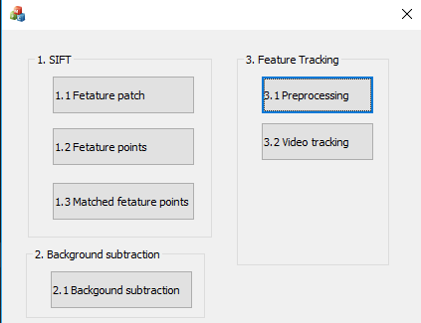 1. SIFT
1.1 Fetature patch
1.2 Fetature points
1.3 Matched fetature points
2. Background subtraction
2.1 Backgound subtraction
3. Feature Tracking
3.1 Preprocessing
3.2 Video tracking